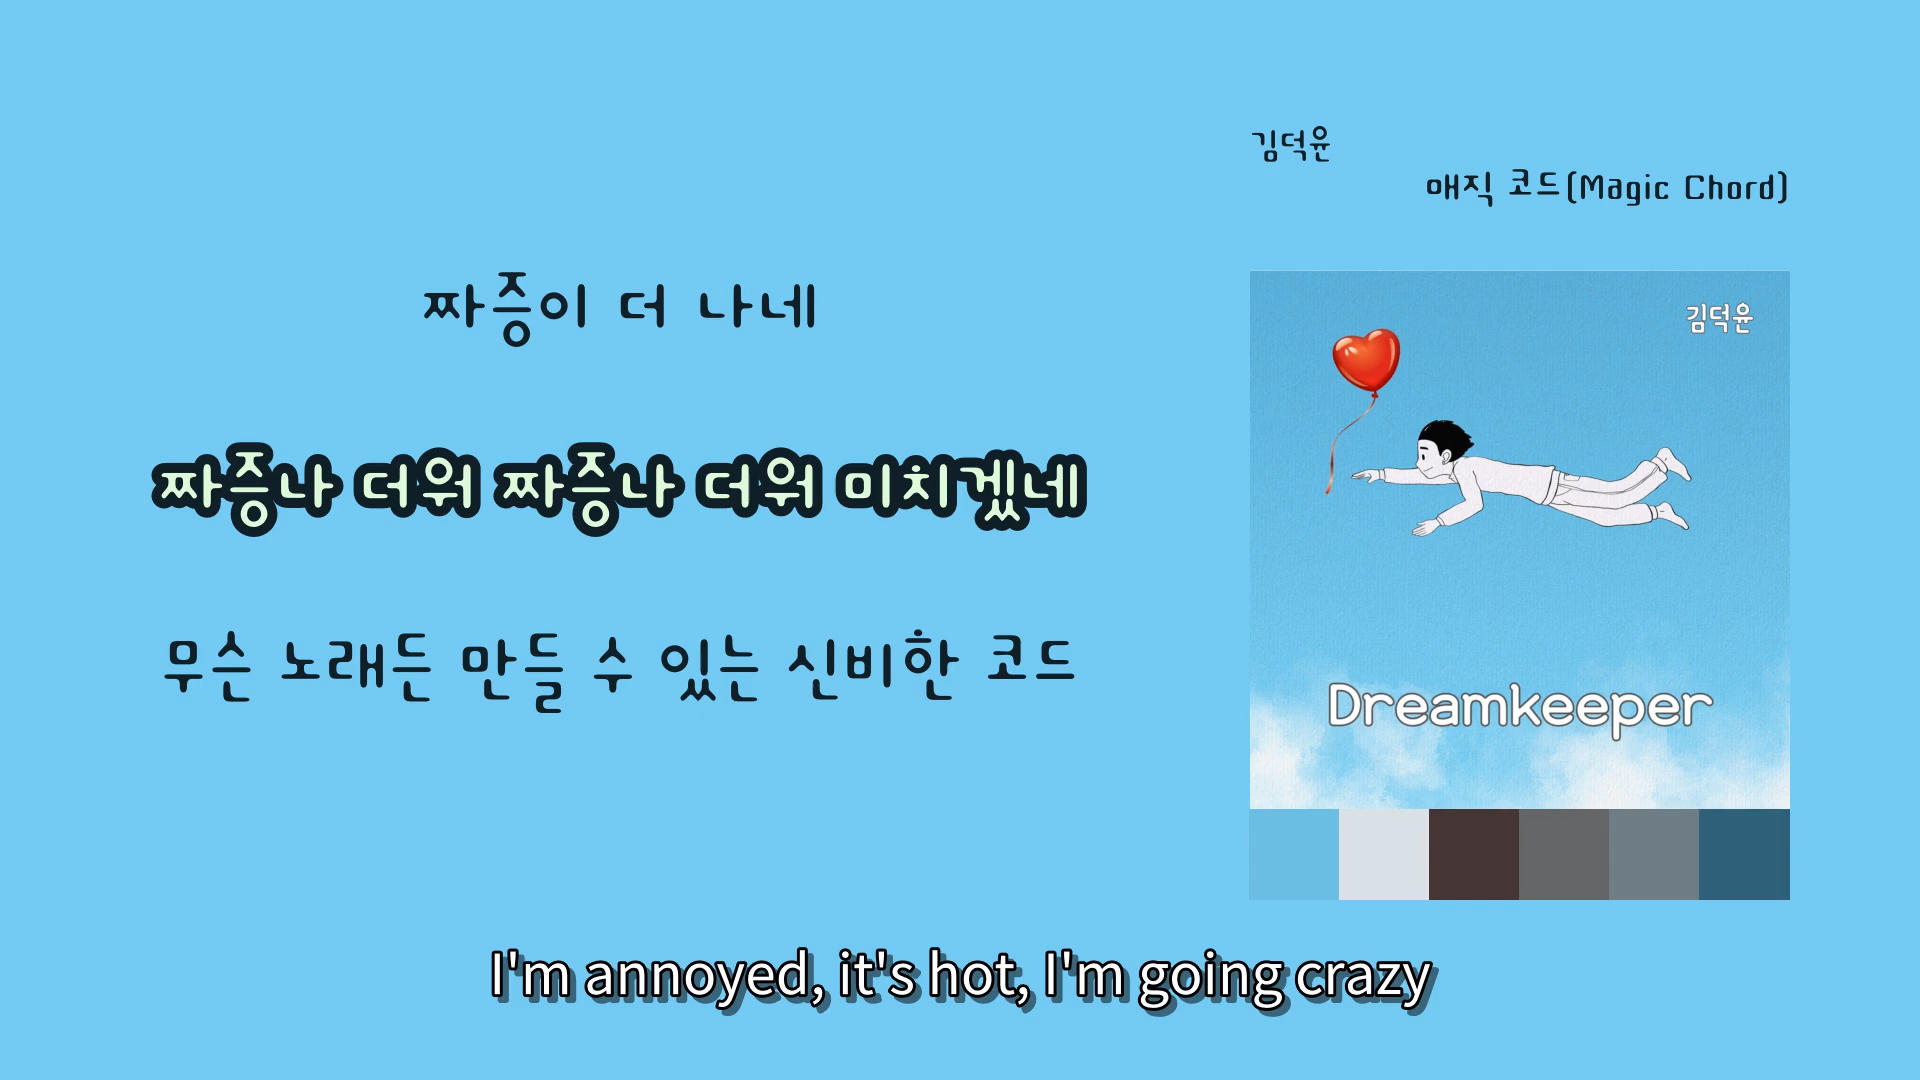 김덕윤
매직 코드(Magic Chord)
짜증이 더 나네
짜증나 더워 짜증나 더워 미치겠네
무슨 노래든 만들 수 있는 신비한 코드
김덕윤
Dreamkeeper
I'm annoyed, it's hot, I'm going crazy